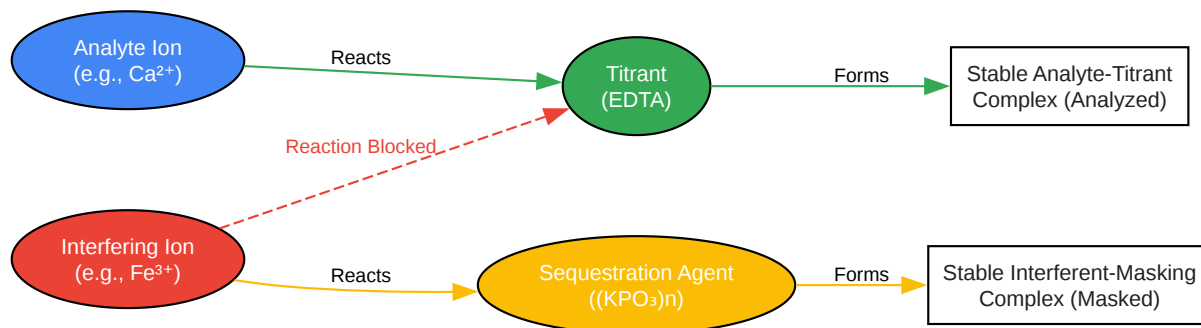 Analyte Ion
(e.g., Ca²⁺)
Reacts
Titrant
(EDTA)
Forms
Stable Analyte-Titrant
Complex (Analyzed)
Reaction Blocked
Interfering Ion
(e.g., Fe³⁺)
Reacts
Sequestration Agent
((KPO₃)n)
Forms
Stable Interferent-Masking
Complex (Masked)